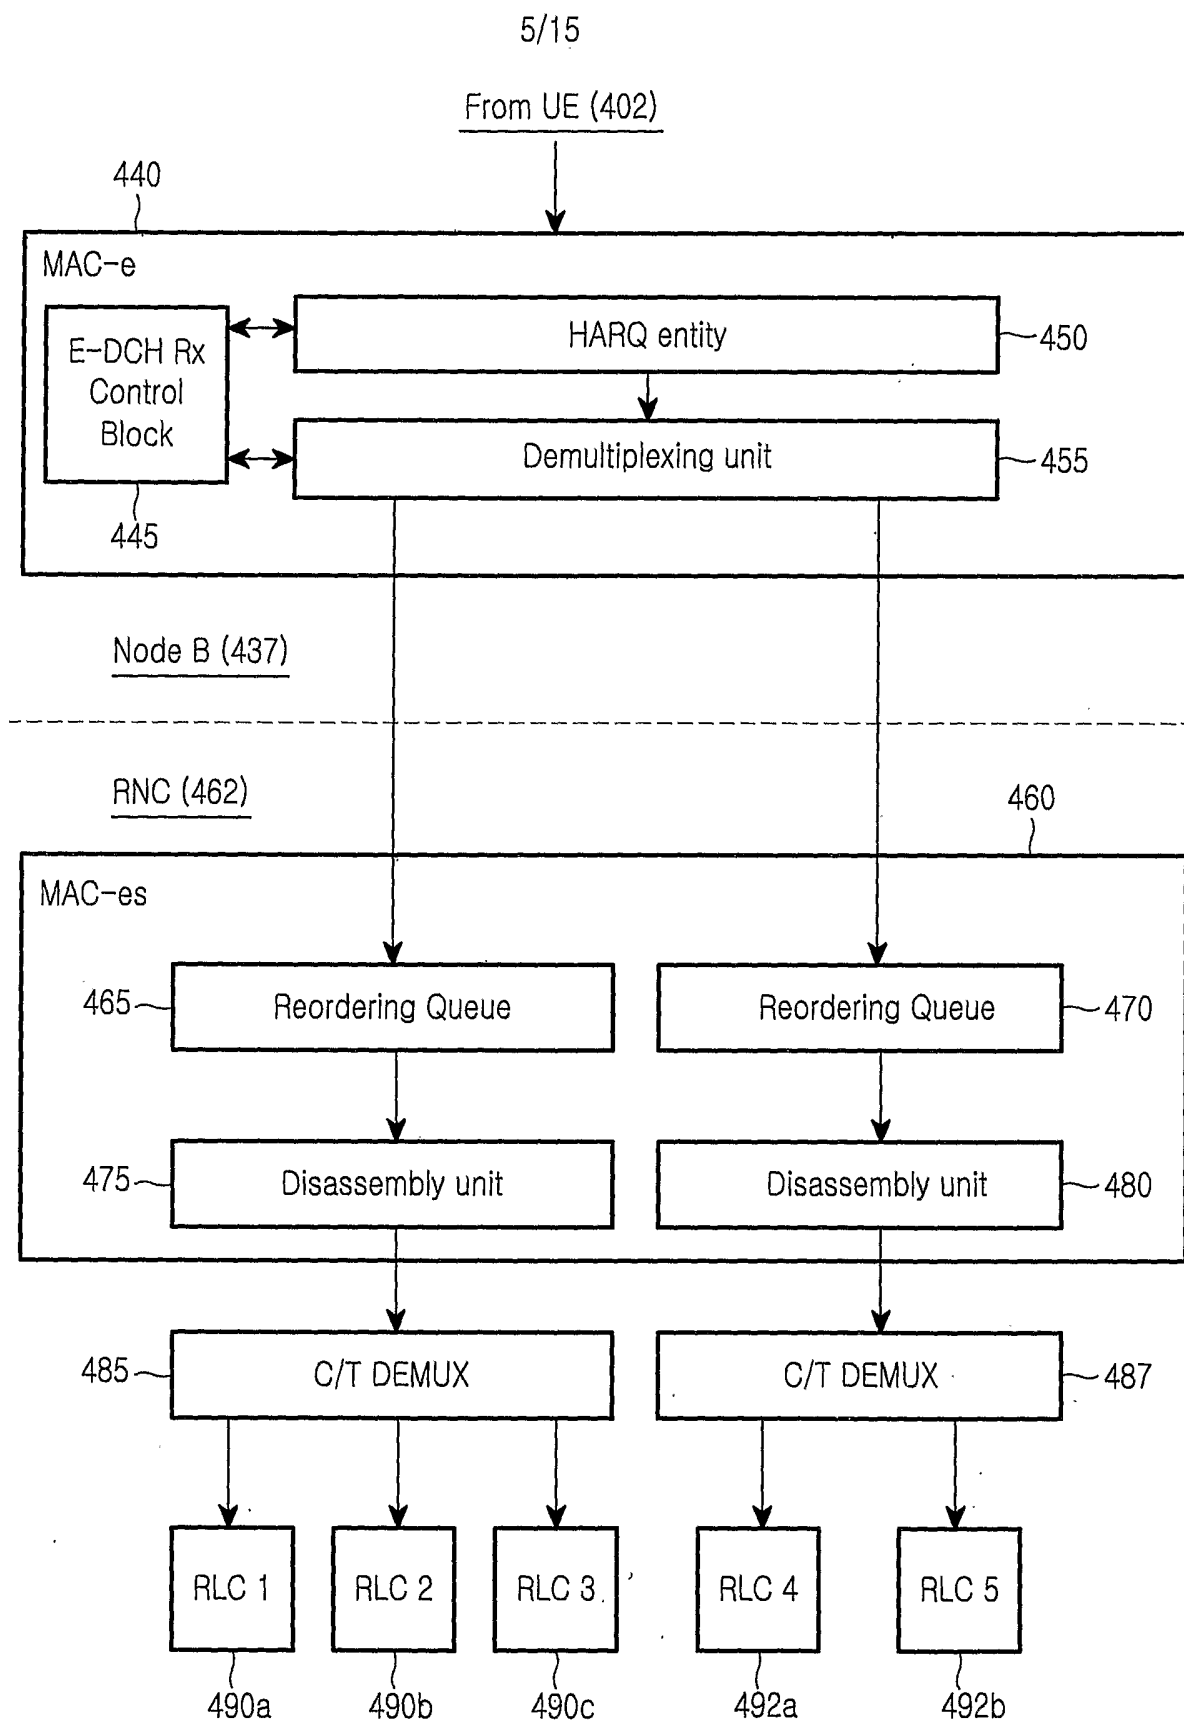 5/15
From UE (402)
440
MAC-e
E-DCH Rx
Control
Block
HARQ entity
450
Demultiplexing unit
455
445
Node B (437)
RNC (462)
460
MAC-es
465
Reordering Queue
Reordering Queue
470
475
Disassembly unit
Disassembly unit
480
485
C/T DEMUX
C/T DEMUX
487
RLC 1
RLC 2
RLC 3
RLC 4
RLC 5
490a
490b
490c
492a
492b